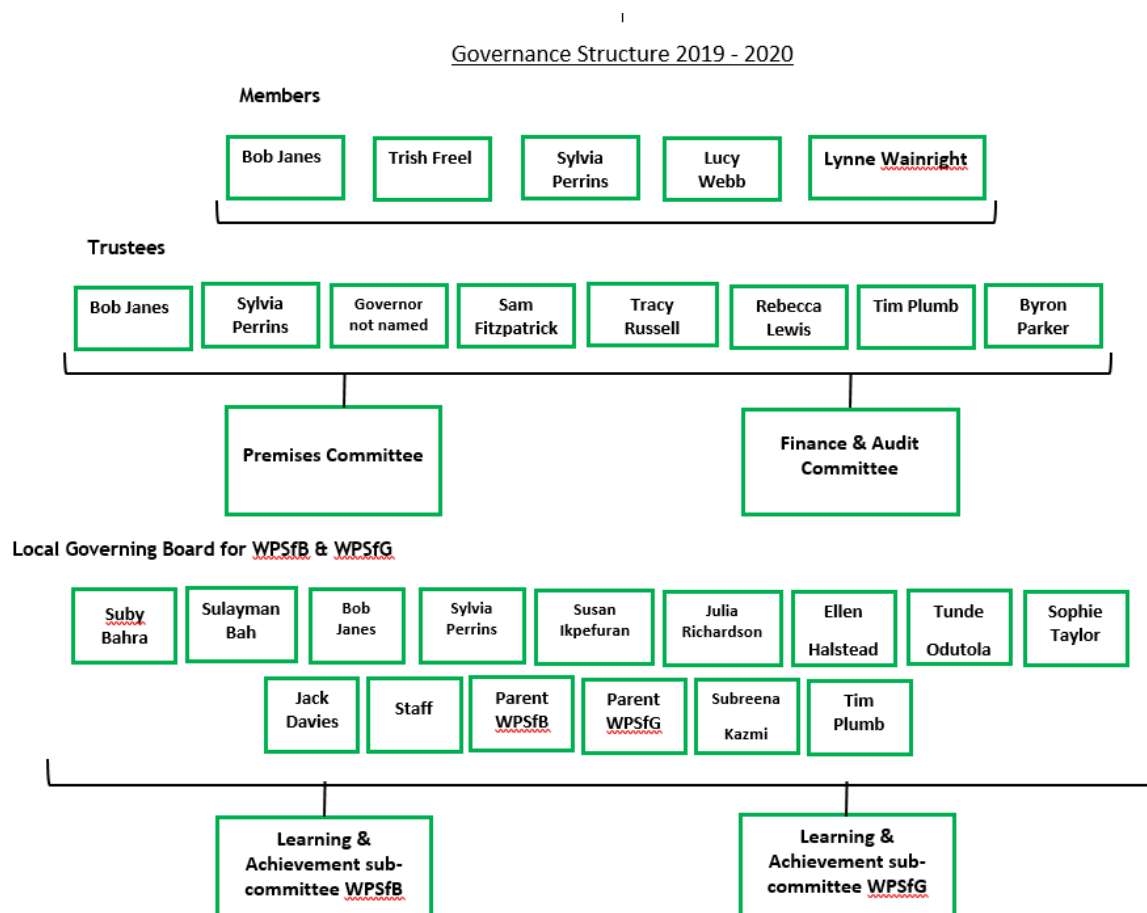 Governance Structure 2019 - 2020
Members
Bob Janes
Trish Freel
Sylvia
Perrins
Lucy
Webb
Lynne Wainright
Trustees
Bob Janes
Sylvia
Perrins
Governor
not named
Sam
Fitzpatrick
Tracy
Russell
Rebecca
Lewis
Tim Plumb
Byron
Parker
Premises Committee
Finance & Audit
Committee
Local Governing Board for WPSfB & WPSfG
Suby
Bahra
Sulayman
Bah
Bob
Janes
Sylvia
Perrins
Susan
Ikpefuran
Julia
Richardson
Ellen
Halstead
Tunde
Odutola
Sophie
Taylor
Jack
Davies
Staff
Parent
WPSfB
Parent
WPSfG
Subreena
Kazmi
Tim
Plumb
Learning &
Achievement sub-
committee WPSfB
Learning &
Achievement sub-
committee WPSfG